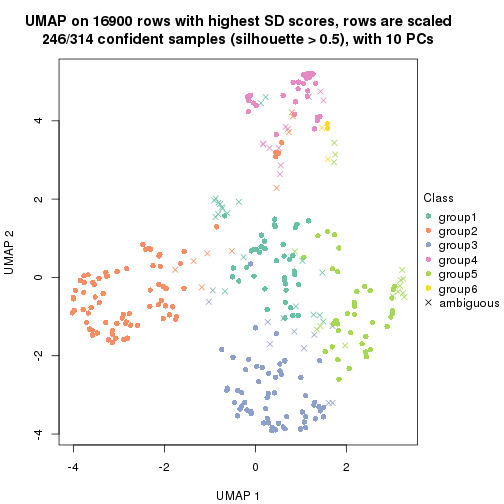 UMAP on 16900 rows with highest SD scores, rows are scaled
246/314 confident samples (silhouette > 0.5), with 10 PCs
UMAP 2
4
2
0
-2
-4
-4
-2
0
2
UMAP 1
Class
group1
group2
group3
group4
group5
group6
ambiguous